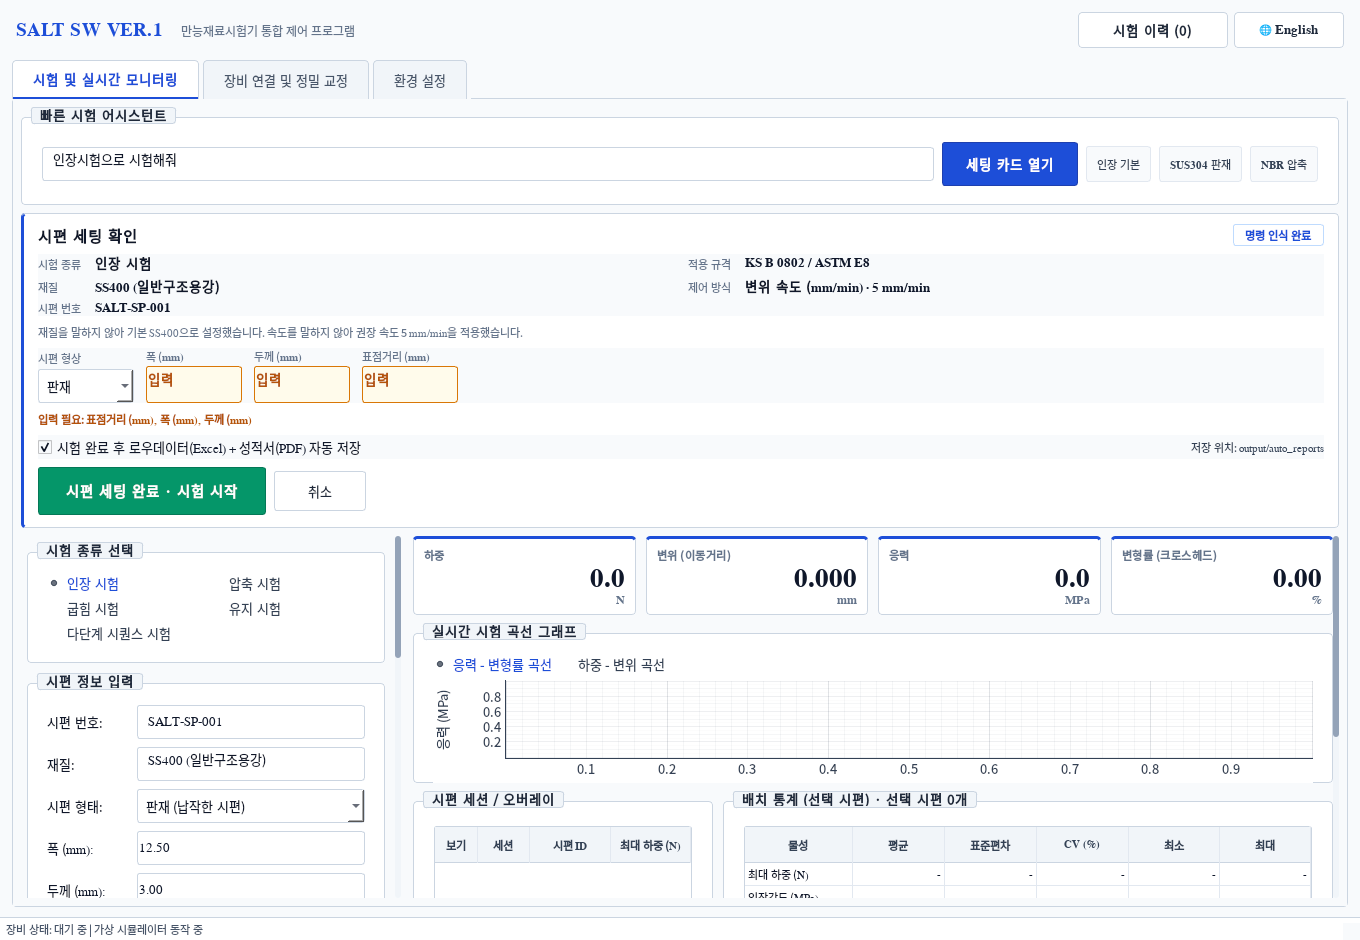 SALT SW VER.1 만능재료시험기 통합 제어 프로그램 시험 이력 (0) 🌐 English
시험 및 실시간 모니터링 장비 연결 및 정밀 교정 환경 설정
빠른 시험 어시스턴트
인장시험으로 시험해줘 세팅 카드 열기 인장 기본 SUS304 판재 NBR 압축
시편 세팅 확인 명령 인식 완료
시험 종류 인장 시험 적용 규격 KS B 0802 / ASTM E8
재질 SS400 (일반구조용강) 제어 방식 변위 속도 (mm/min) · 5 mm/min
시편 번호 SALT-SP-001
재질을 말하지 않아 기본 SS400으로 설정했습니다. 속도를 말하지 않아 권장 속도 5 mm/min을 적용했습니다.
시편 형상 폭 (mm) 두께 (mm) 표점거리 (mm)
판재 입력 입력 입력
입력 필요: 표점거리 (mm), 폭 (mm), 두께 (mm)
시험 완료 후 로우데이터(Excel) + 성적서(PDF) 자동 저장 저장 위치: output/auto_reports
시편 세팅 완료 · 시험 시작 취소
시험 종류 선택
인장 시험 압축 시험
굽힘 시험 유지 시험
다단계 시퀀스 시험
시편 정보 입력
시편 번호: SALT-SP-001
재질: SS400 (일반구조용강)
시편 형태: 판재 (납작한 시편)
폭 (mm): 12.50
두께 (mm): 3.00
하중 변위 (이동거리) 응력 변형률 (크로스헤드)
0.0 0.000 0.0 0.00
N mm MPa %
실시간 시험 곡선 그래프
응력 - 변형률 곡선 하중 - 변위 곡선
응력 (MPa)
0.8
0.6
0.4
0.2
0.1 0.2 0.3 0.4 0.5 0.6 0.7 0.8 0.9
시편 세션 / 오버레이
보기 세션 시편 ID 최대 하중 (N)
배치 통계 (선택 시편) · 선택 시편 0개
물성 평균 표준편차 CV (%) 최소 최대
최대 하중 (N) - - - - -
인장강도 (MPa)
장비 상태: 대기 중 | 가상 시뮬레이터 동작 중